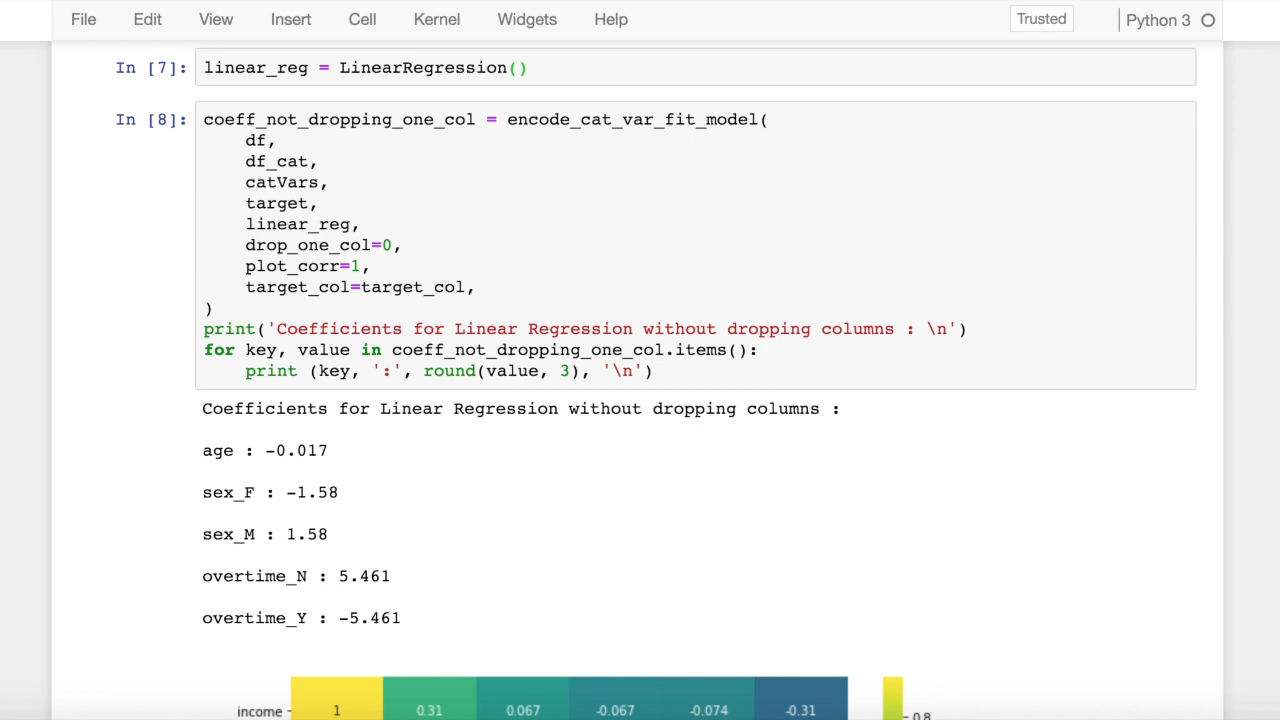 File Edit View Insert Cell Kernel Widgets Help Trusted Python 3
In [7]: linear_reg = LinearRegression()
In [8]: coeff_not_dropping_one_col = encode_cat_var_fit_model(
df,
df_cat,
catVars,
target,
linear_reg,
drop_one_col=0,
plot_corr=1,
target_col=target_col,
)
print('Coefficients for Linear Regression without dropping columns : \n')
for key, value in coeff_not_dropping_one_col.items():
print (key, ':', round(value, 3), '\n')
Coefficients for Linear Regression without dropping columns :
age : -0.017
sex_F : -1.58
sex_M : 1.58
overtime_N : 5.461
overtime_Y : -5.461
income 1 0.31 0.067 -0.067 -0.074 -0.31 0.8